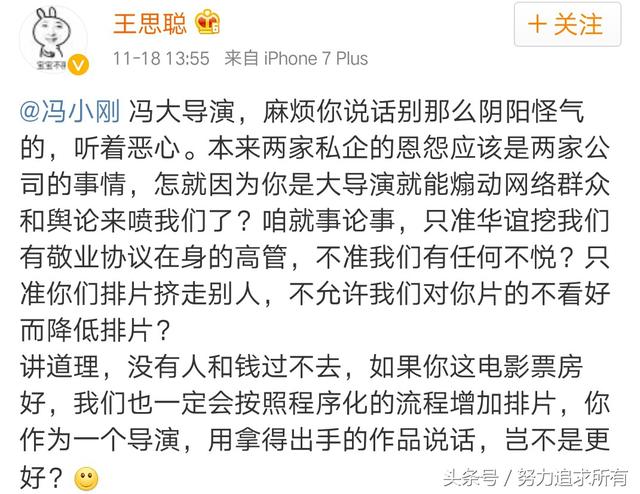 王思聪
+ 关注
11-18 13:55 来自 iPhone 7 Plus
宝宝不
@冯小刚 冯大导演，麻烦你说话别那么阴阳怪气
的，听着恶心。本来两家私企的恩怨应该是两家公
司的事情，怎就因为你是大导演就能煽动网络群众
和舆论来喷我们了？咱就事论事，只准华谊挖我们
有敬业协议在身的高管，不准我们有任何不悦？只
准你们排片挤走别人，不允许我们对你片的不看好
而降低排片？
讲道理，没有人和钱过不去，如果你这电影票房
好，我们也一定会按照程序化的流程增加排片，你
作为一个导演，用拿得出手的作品说话，岂不是更
好？
头条号／努力追求所有